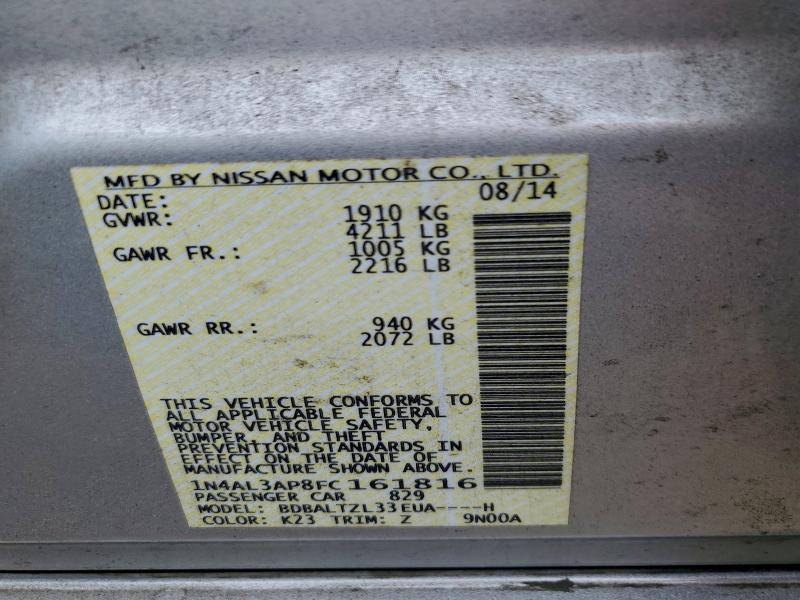 MFD BY NISSAN MOTOR CO., LTD.
DATE: 08/14
GVWR: 1910 KG
4211 LB
GAWR FR.: 1005 KG
2216 LB
GAWR RR.: 940 KG
2072 LB
THIS VEHICLE CONFORMS TO
ALL APPLICABLE FEDERAL
MOTOR VEHICLE SAFETY,
BUMPER, AND THEFT
PREVENTION STANDARDS IN
EFFECT ON THE DATE OF
MANUFACTURE SHOWN ABOVE.
1N4AL3AP8FC161816
PASSENGER CAR 829
MODEL: BDBALTZL33EUA----H
COLOR: K23 TRIM: Z 9N00A